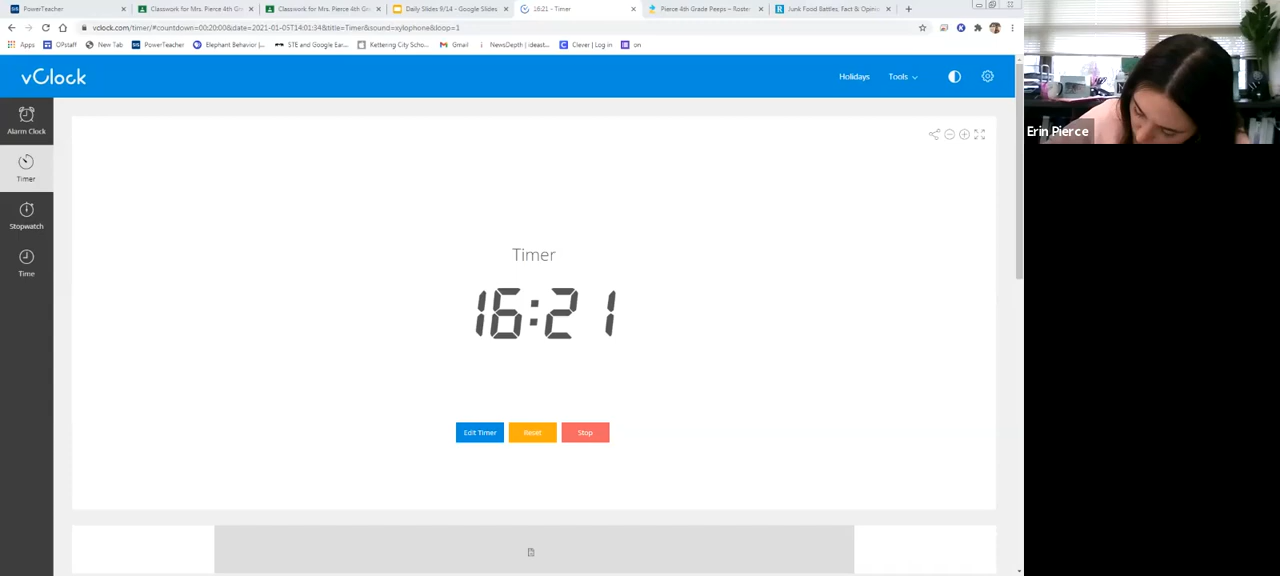 PowerTeacher
Classwork for Mrs. Pierce 4th Gr
Classwork for Mrs. Pierce 4th Gr
Daily Slides 9/14 - Google Slides
16:21 - Timer
Pierce 4th Grade Peeps – Roster
Junk Food Battles, Fact & Opini
vclock.com/timer/#countdown=00:20:00&date=2021-01-05T14:01:34&title=Timer&sound=xylophone&loop=1
Apps
OPstaff
New Tab
PowerTeacher
Elephant Behavior |...
STE and Google Ear...
Kettering City Scho...
Gmail
NewsDepth | ideast...
Clever | Log in
on
vClock
Holidays
Tools
Alarm Clock
Timer
Stopwatch
Time
Timer
16:21
Edit Timer
Reset
Stop
Erin Pierce